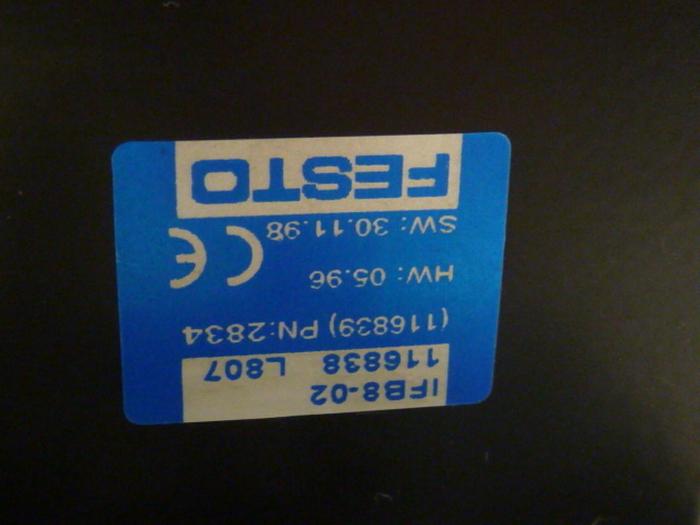 IFB8-02
116838 L807
(116839) PN:2834
HW: 05.96
SW: 30.11.98
CE
FESTO